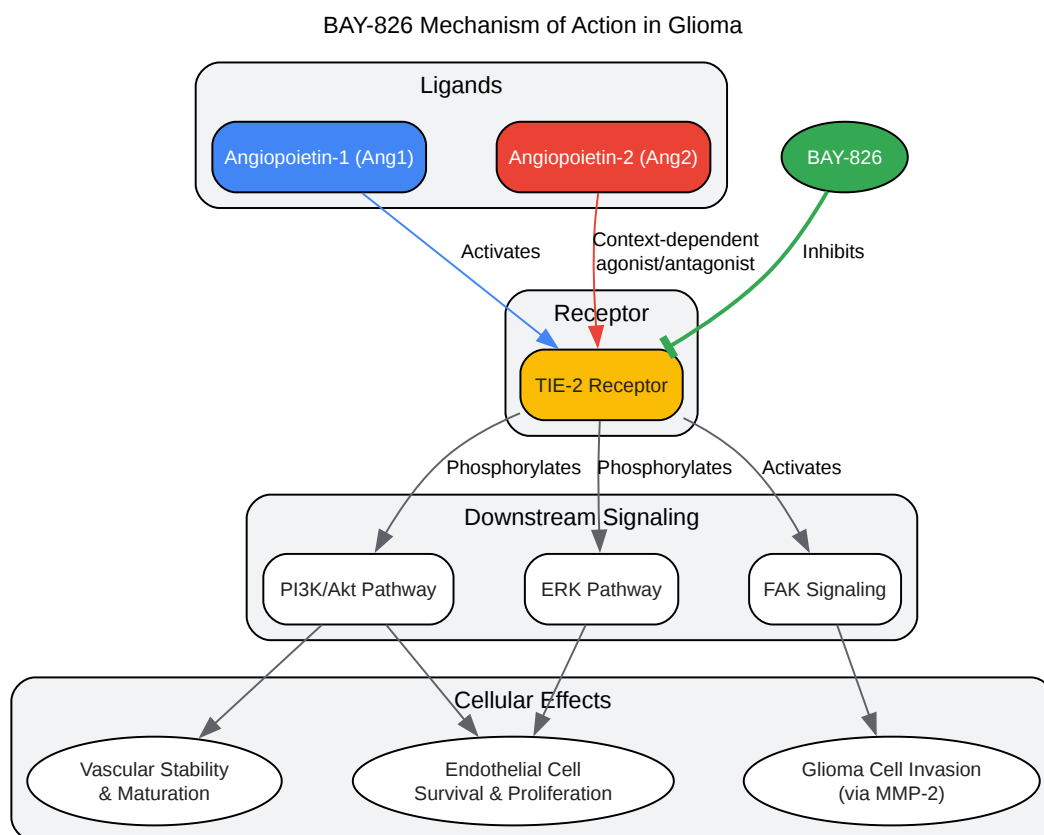 BAY-826 Mechanism of Action in Glioma
Ligands
Angiopoietin-1 (Ang1)
Angiopoietin-2 (Ang2)
BAY-826
Activates
Context-dependent
agonist/antagonist
Inhibits
Receptor
TIE-2 Receptor
Phosphorylates
Phosphorylates
Activates
Downstream Signaling
PI3K/Akt Pathway
ERK Pathway
FAK Signaling
Cellular Effects
Vascular Stability
& Maturation
Endothelial Cell
Survival & Proliferation
Glioma Cell Invasion
(via MMP-2)